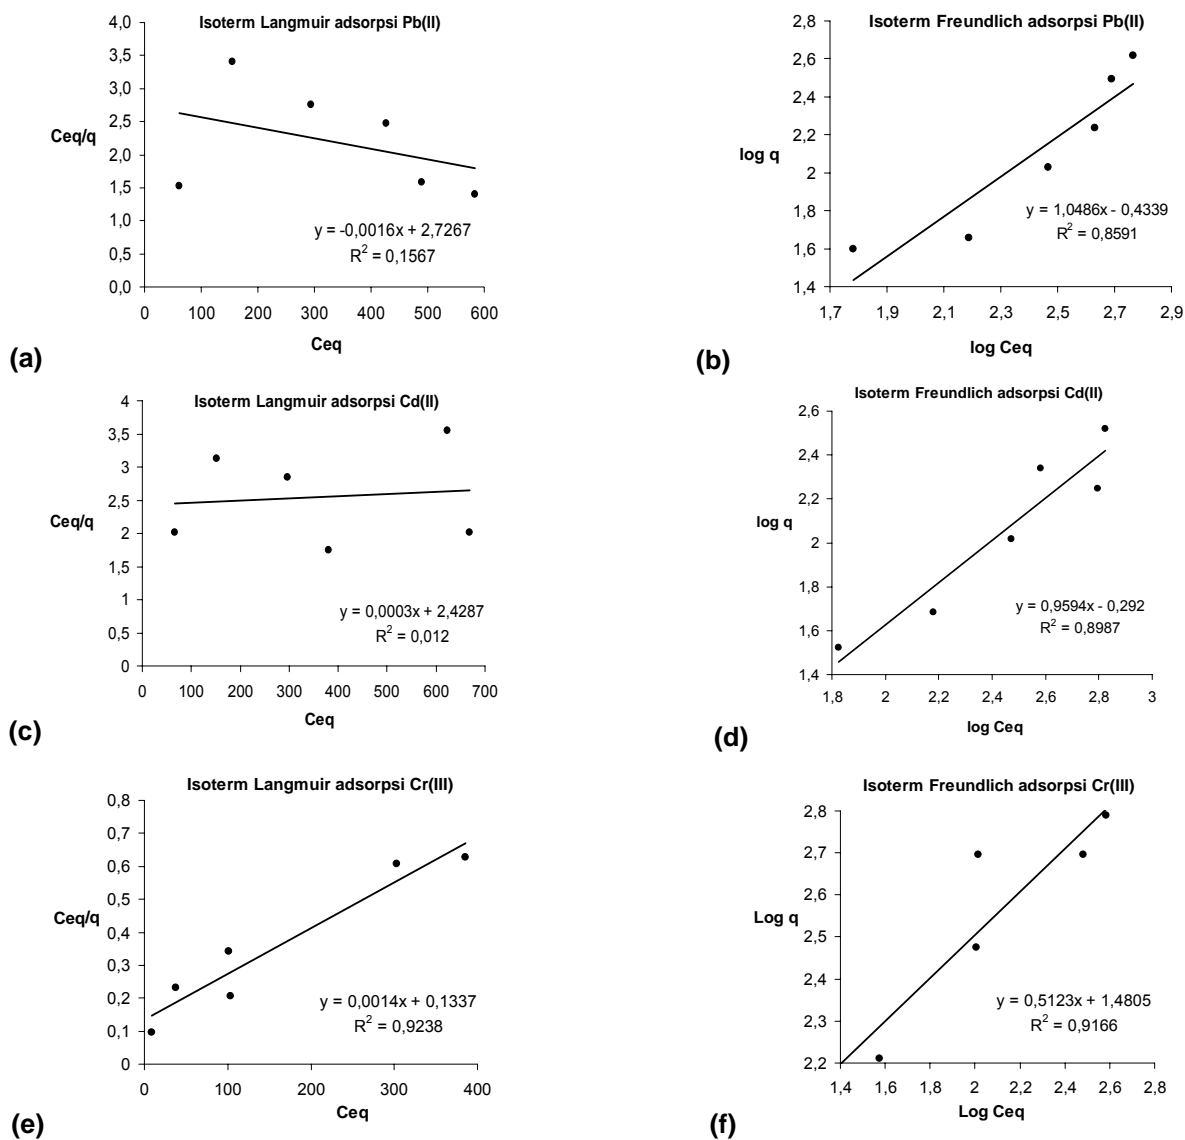 Isoterm Langmuir adsorpsi Pb(II)
4,0
3,5
3,0
2,5
2,0
1,5
1,0
0,5
0,0
Ceq/q
y = -0,0016x + 2,7267
R2 = 0,1567
0 100 200 300 400 500 600
Ceq
(a)
Isoterm Freundlich adsorpsi Pb(II)
2,8
2,6
2,4
2,2
2
1,8
1,6
1,4
log q
y = 1,0486x - 0,4339
R2 = 0,8591
1,7 1,9 2,1 2,3 2,5 2,7 2,9
log Ceq
(b)
Isoterm Langmuir adsorpsi Cd(II)
4
3,5
3
2,5
2
1,5
1
0,5
0
Ceq/q
y = 0,0003x + 2,4287
R2 = 0,012
0 100 200 300 400 500 600 700
Ceq
(c)
Isoterm Freundlich adsorpsi Cd(II)
2,6
2,4
2,2
2
1,8
1,6
1,4
log q
y = 0,9594x - 0,292
R2 = 0,8987
1,8 2 2,2 2,4 2,6 2,8 3
log Ceq
(d)
Isoterm Langmuir adsorpsi Cr(III)
0,8
0,7
0,6
0,5
0,4
0,3
0,2
0,1
0
Ceq/q
y = 0,0014x + 0,1337
R2 = 0,9238
0 100 200 300 400
Ceq
(e)
Isoterm Freundlich adsorpsi Cr(III)
2,8
2,7
2,6
2,5
2,4
2,3
2,2
Log q
y = 0,5123x + 1,4805
R2 = 0,9166
1,4 1,6 1,8 2 2,2 2,4 2,6 2,8
Log Ceq
(f)